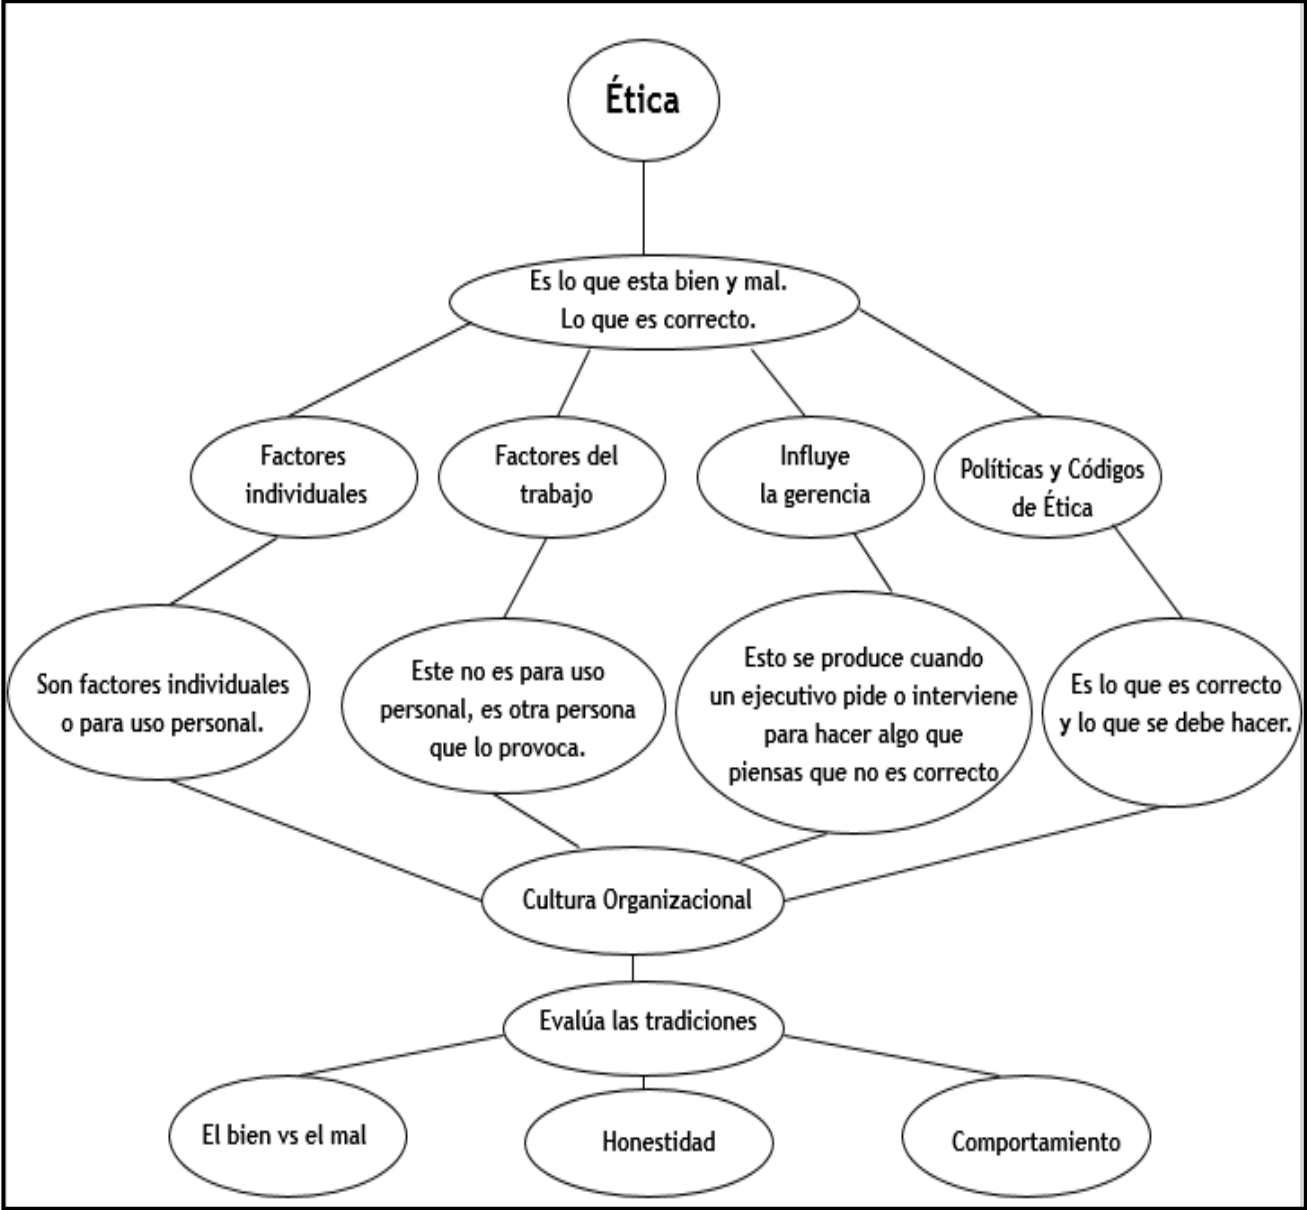 Ética
Es lo que esta bien y mal.
Lo que es correcto.
Factores
individuales
Factores del
trabajo
Influye
la gerencia
Políticas y Códigos
de Ética
Son factores individuales
o para uso personal.
Este no es para uso
personal, es otra persona
que lo provoca.
Esto se produce cuando
un ejecutivo pide o interviene
para hacer algo que
piensas que no es correcto
Es lo que es correcto
y lo que se debe hacer.
Cultura Organizacional
Evalúa las tradiciones
El bien vs el mal
Honestidad
Comportamiento